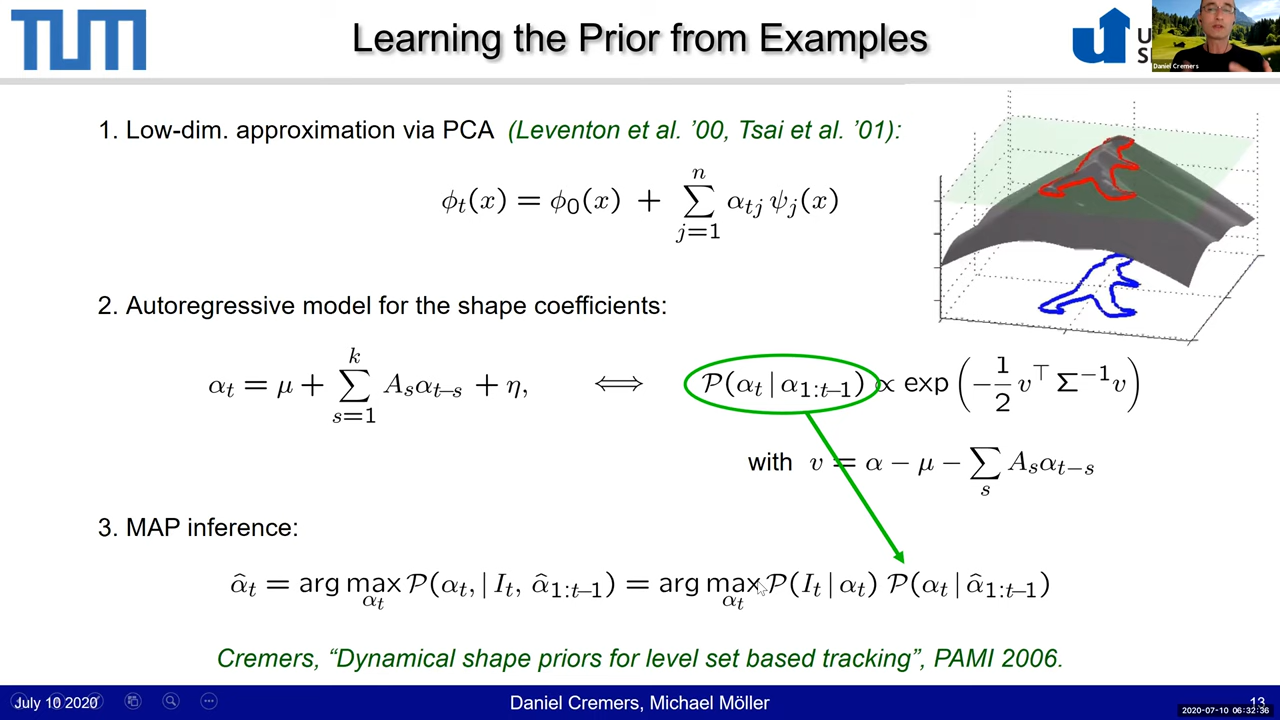 TUM
Learning the Prior from Examples
Daniel Cremers
1. Low-dim. approximation via PCA (Leventon et al. ’00, Tsai et al. ’01):
ϕ_t(x) = ϕ_0(x) + ∑_{j=1}^{n} α_{tj} ψ_j(x)
2. Autoregressive model for the shape coefficients:
α_t = μ + ∑_{s=1}^{k} A_s α_{t−s} + η, ⟺ P(α_t | α_{1:t−1}) ∝ exp(−1/2 v^⊤ Σ^{−1} v)
with v = α − μ − ∑_s A_s α_{t−s}
3. MAP inference:
α̂_t = arg max_{α_t} P(α_t, | I_t, α̂_{1:t−1}) = arg max_{α_t} P(I_t | α_t) P(α_t | α̂_{1:t−1})
Cremers, “Dynamical shape priors for level set based tracking”, PAMI 2006.
July 10 2020
Daniel Cremers, Michael Möller
13
2020-07-10 06:32:36